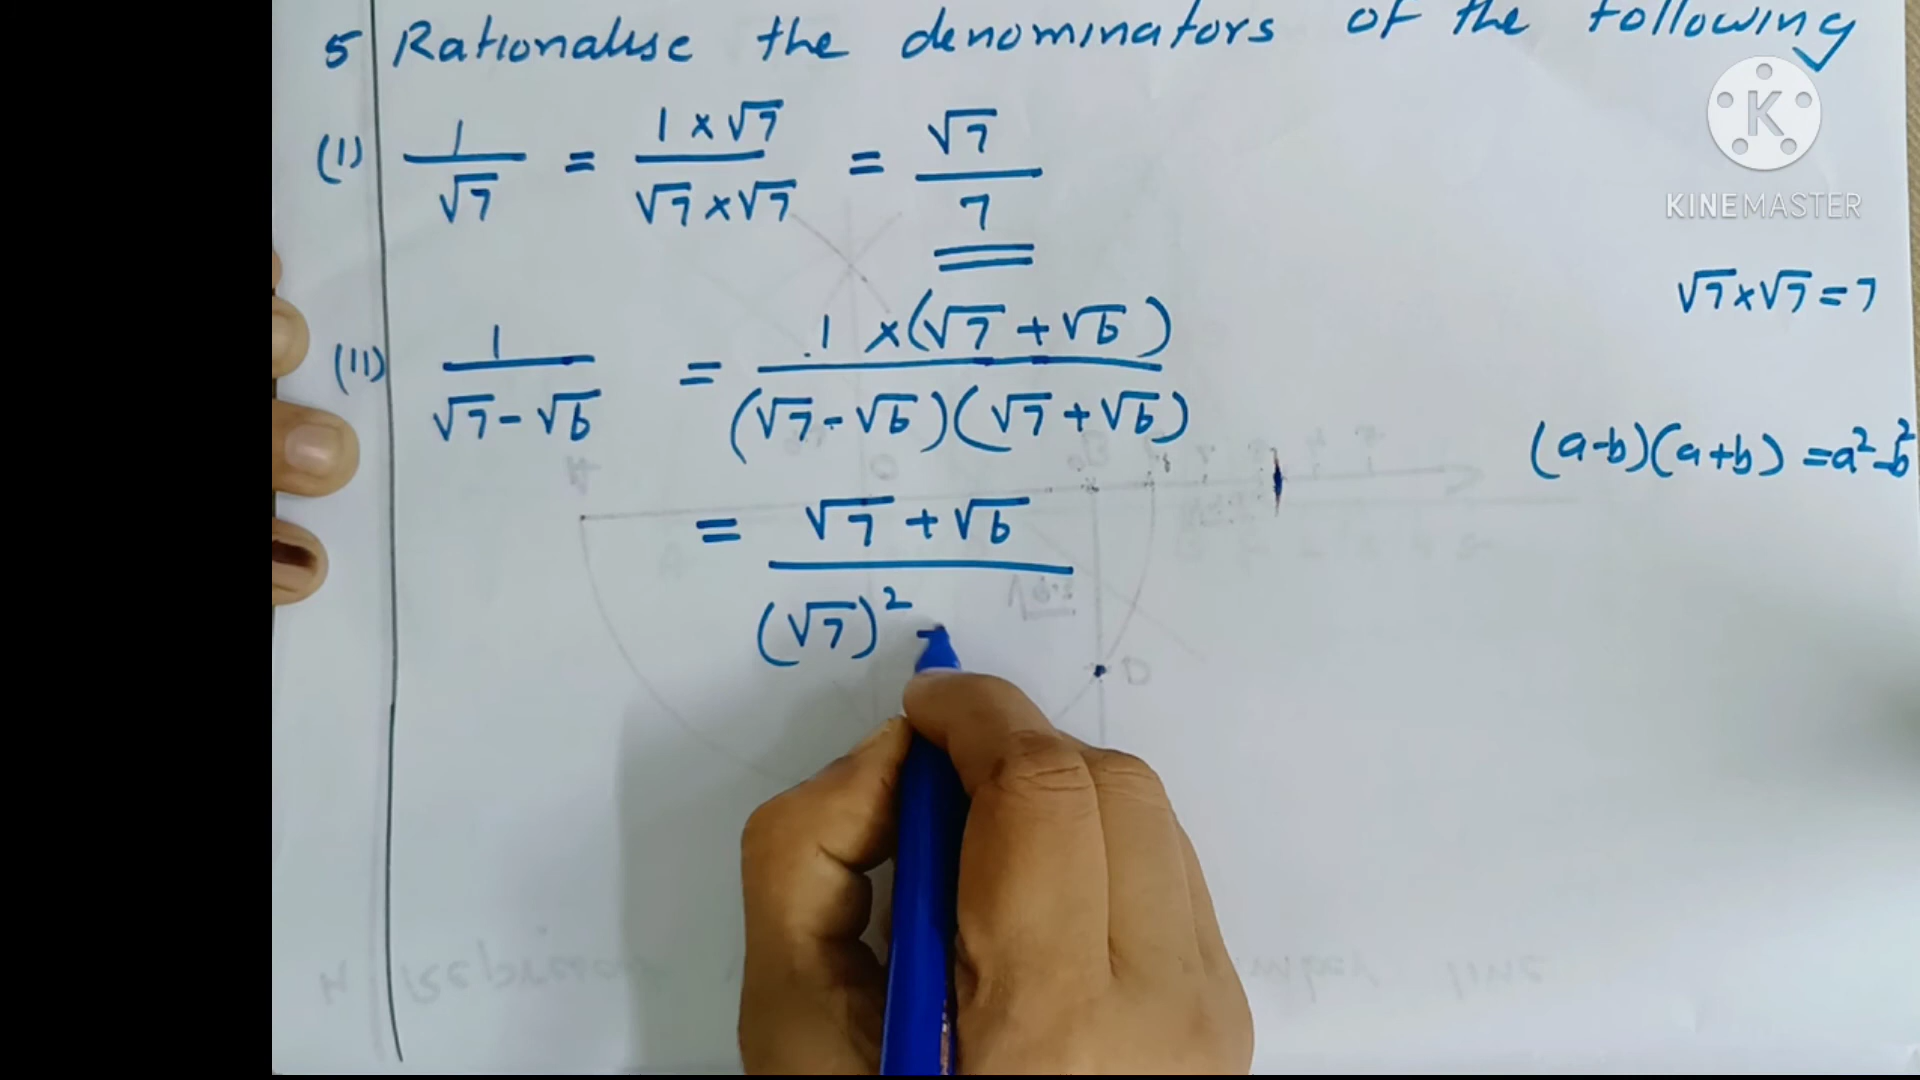 5 Rationalise the denominators of the following
K
KINEMASTER
(I) 1/√7 = 1 × √7/√7 × √7 = √7/7
√7 × √7 = 7
(II) 1/√7 - √6 = 1 × (√7 + √6)/(√7 - √6)(√7 + √6)
(a-b)(a+b) = a² - b²
= √7 + √6/(√7)² -